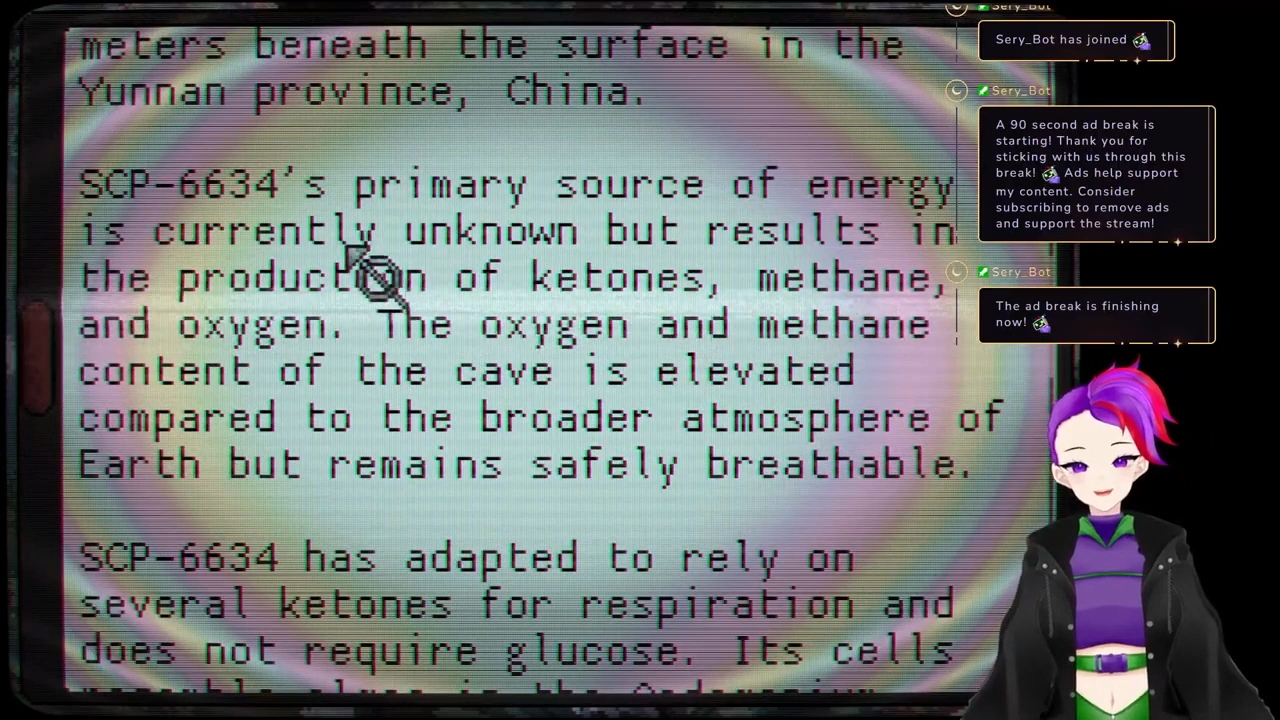 meters beneath the surface in the
Yunnan province, China.
SCP-6634's primary source of energy
is currently unknown but results in
the production of ketones, methane,
and oxygen. The oxygen and methane
content of the cave is elevated
compared to the broader atmosphere of
Earth but remains safely breathable.
SCP-6634 has adapted to rely on
several ketones for respiration and
does not require glucose. Its cells
Sery_Bot
Sery_Bot has joined
Sery_Bot
A 90 second ad break is
starting! Thank you for
sticking with us through this
break! Ads help support
my content. Consider
subscribing to remove ads
and support the stream!
Sery_Bot
The ad break is finishing
now!